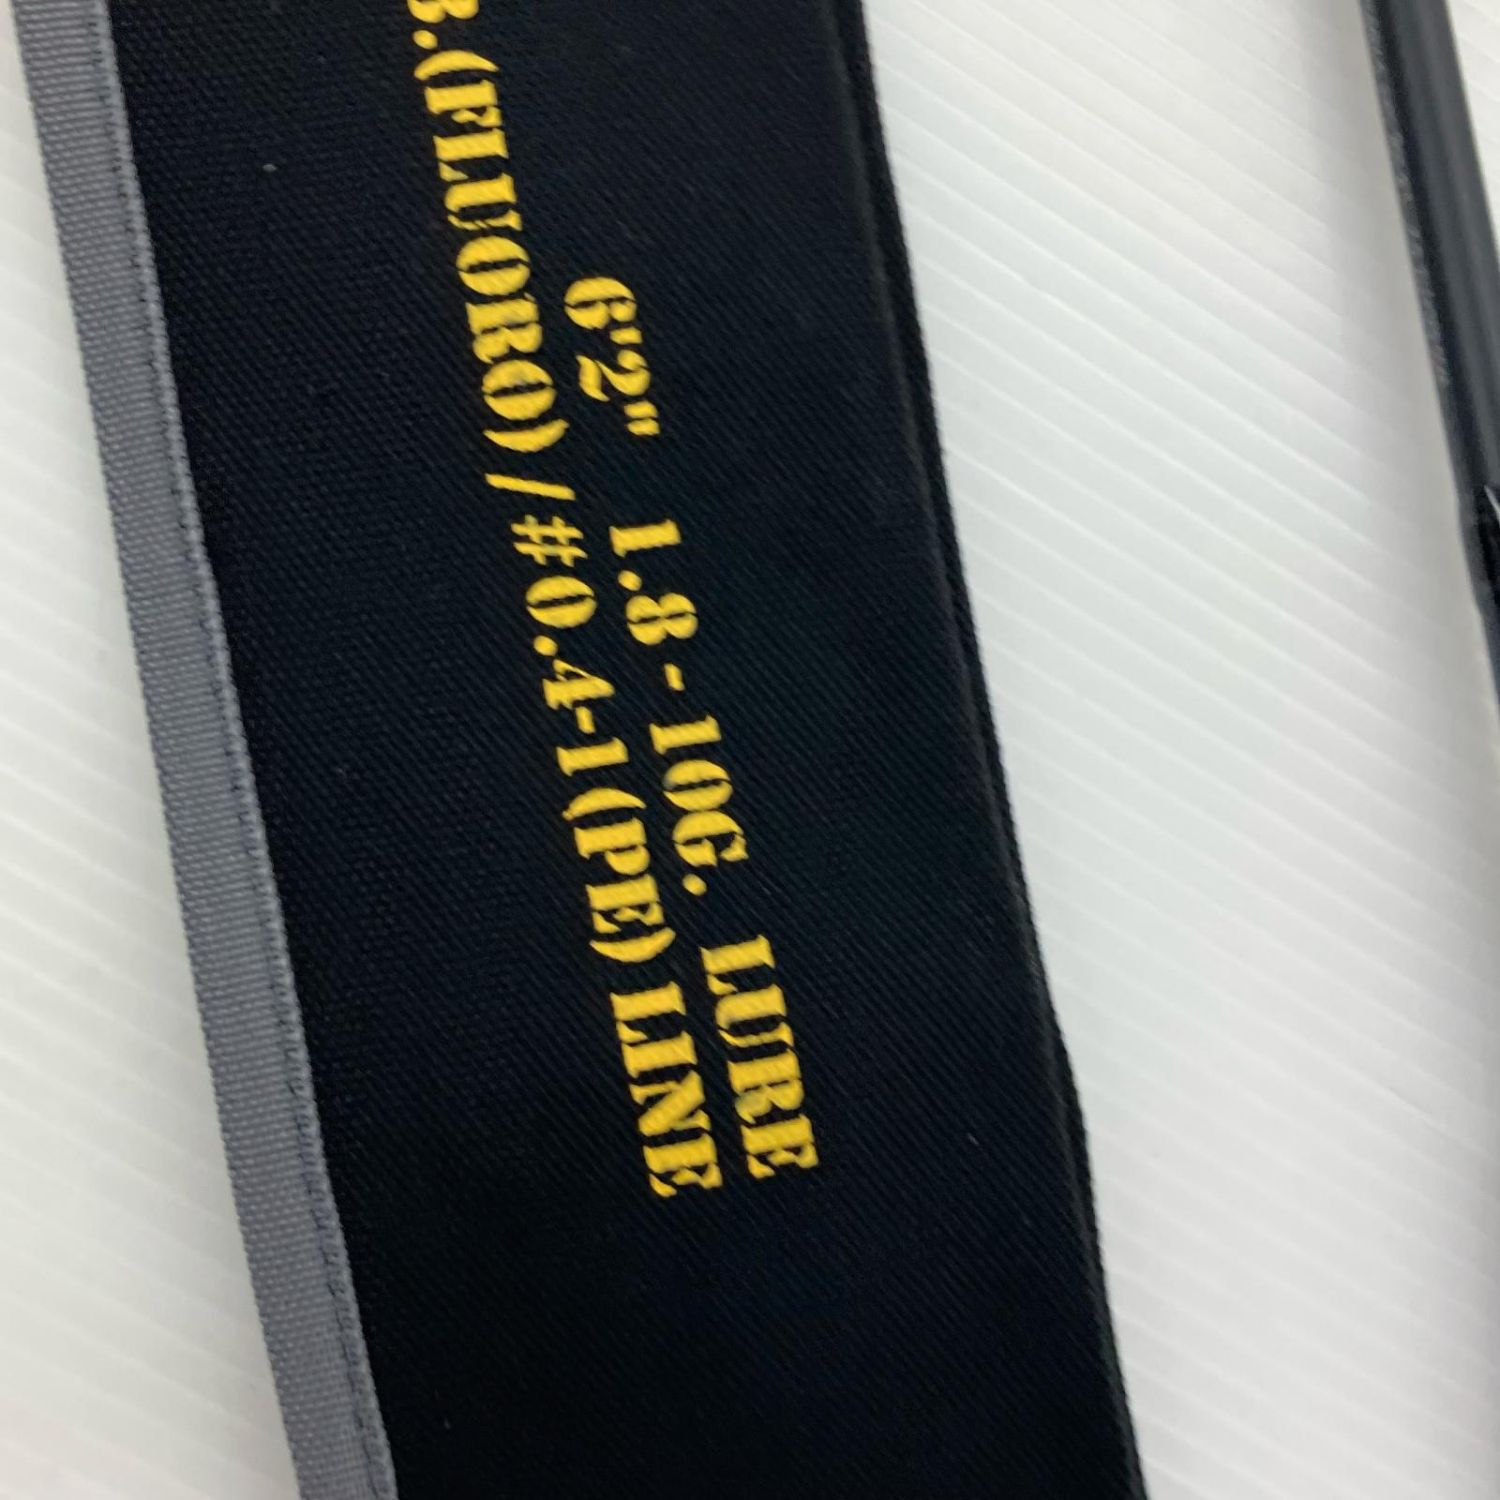 6'2" 1.8-10G. LURE
B.(FLUORO)/#0.4-1(PE) LINE